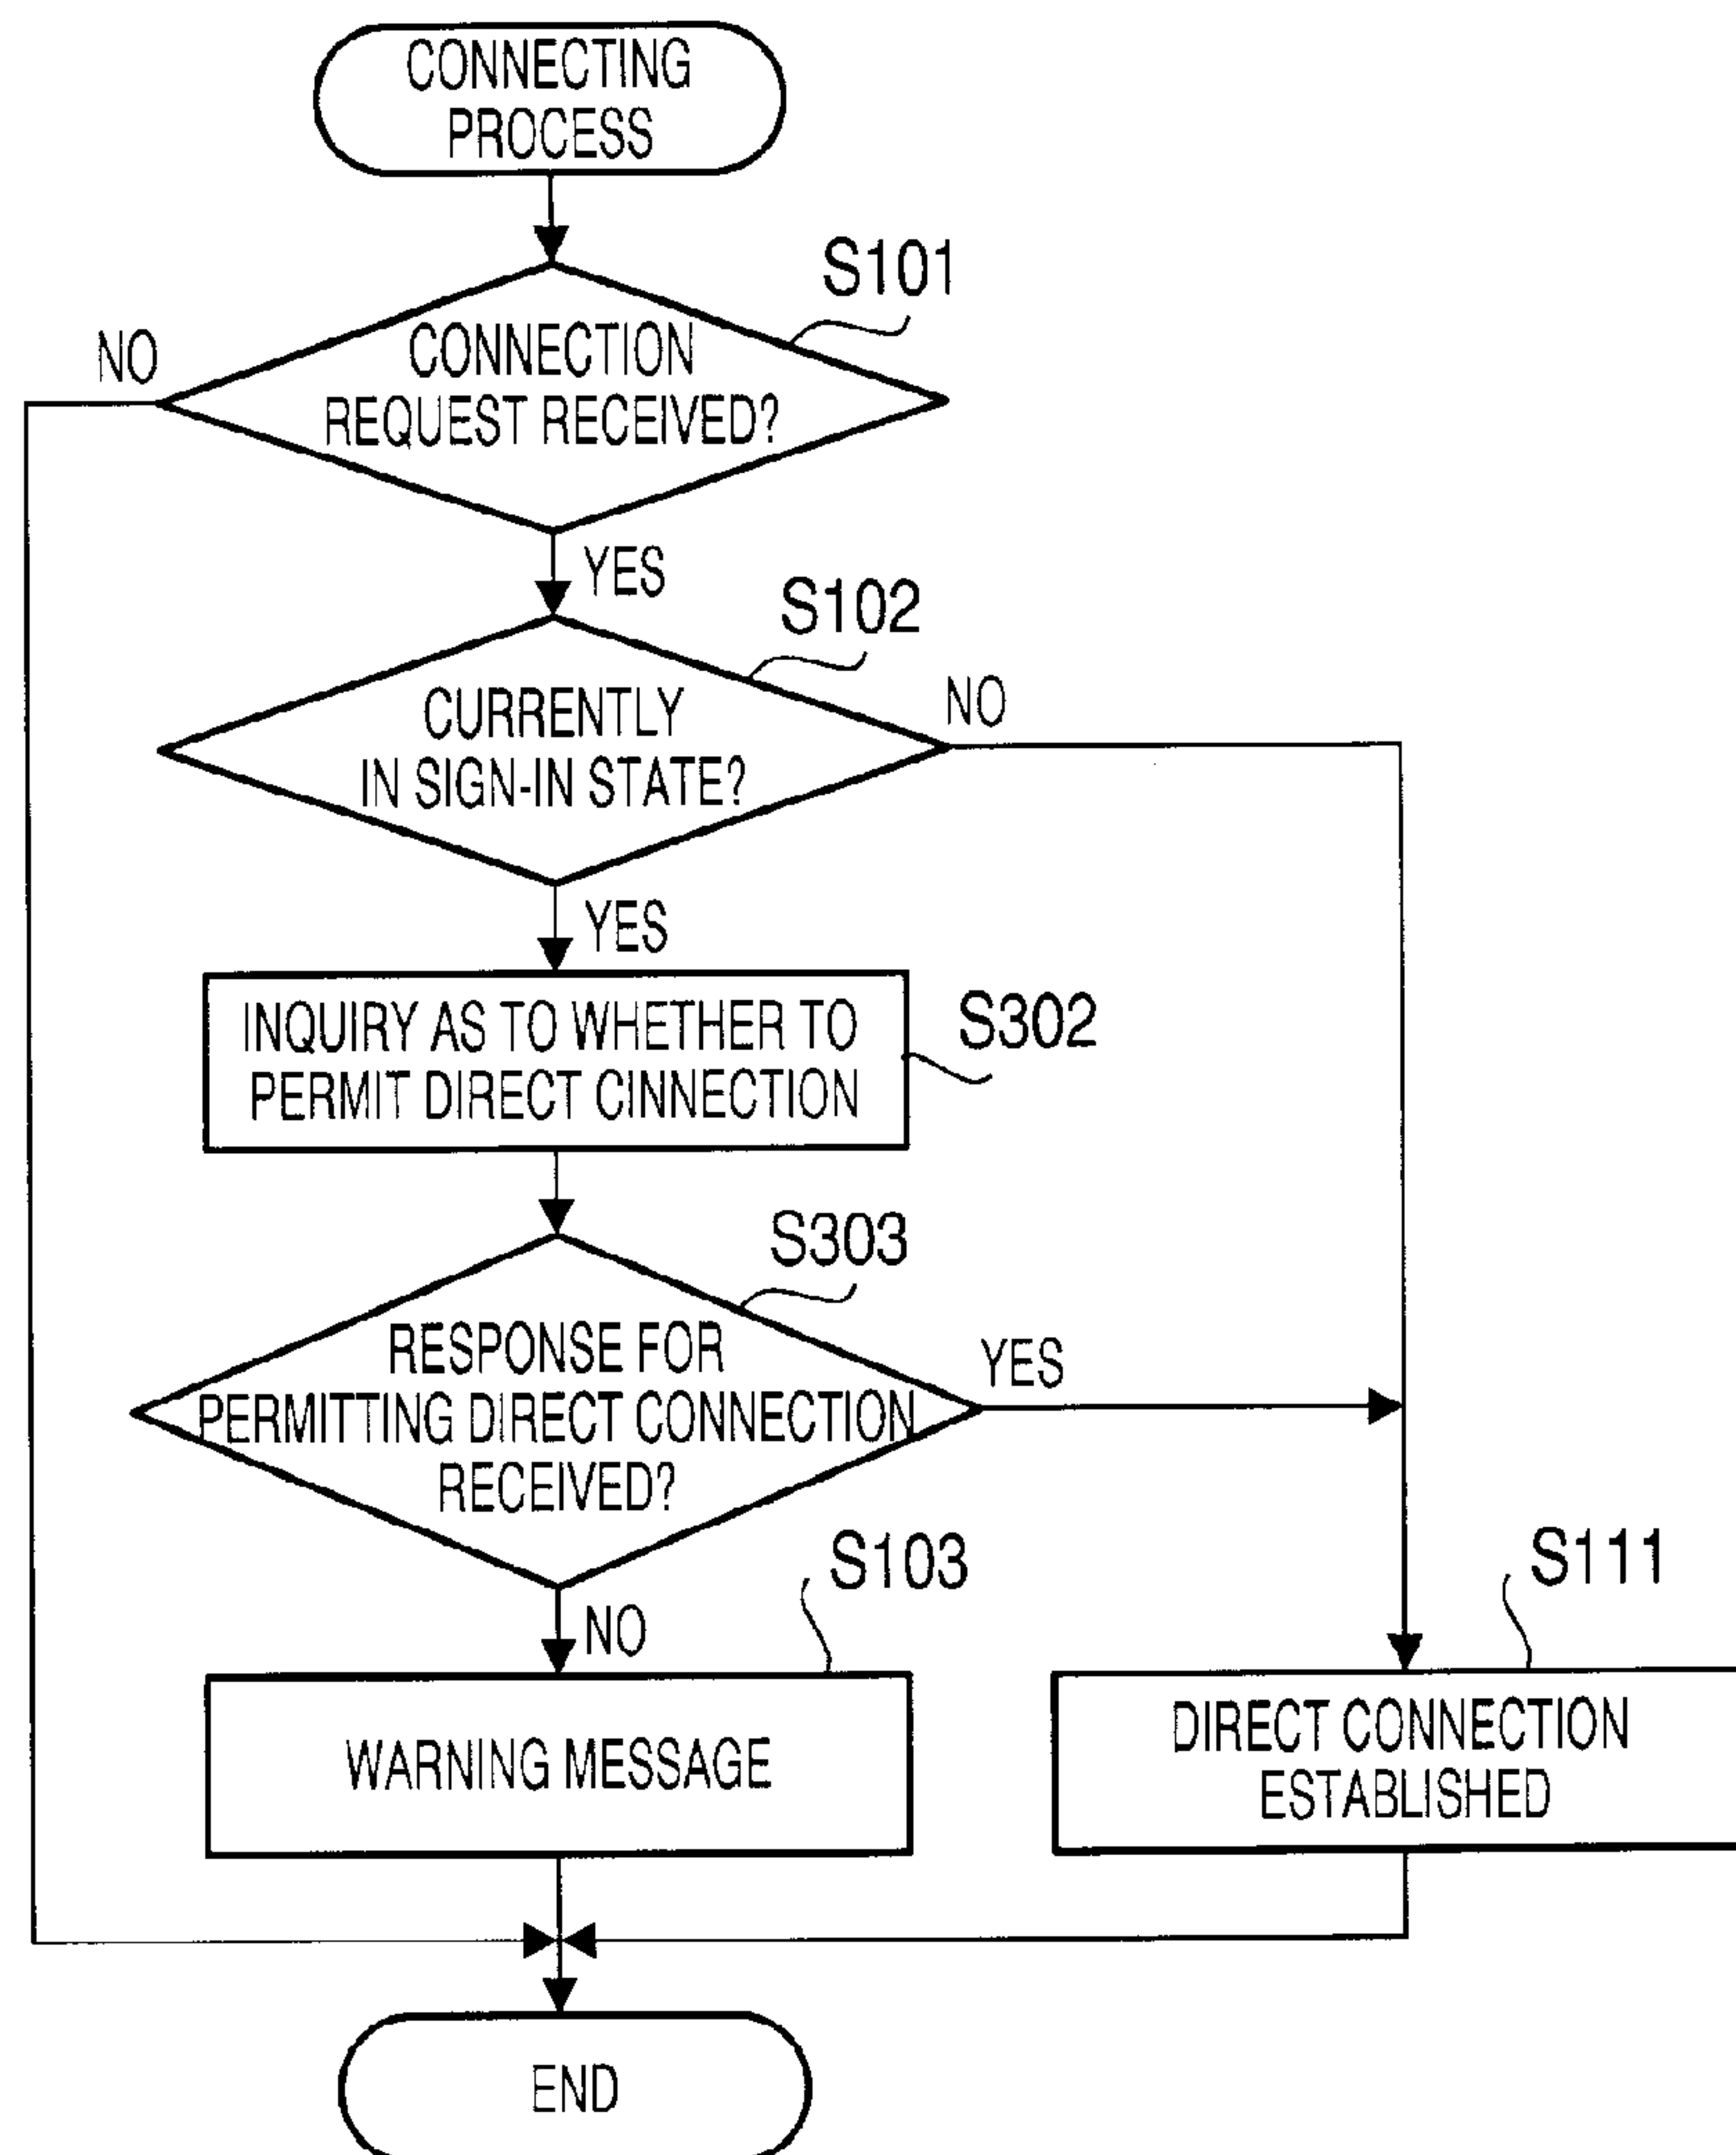 CONNECTING
PROCESS
S101
NO
CONNECTION
REQUEST RECEIVED?
YES
S102
NO
CURRENTLY
IN SIGN-IN STATE?
YES
INQUIRY AS TO WHETHER TO
PERMIT DIRECT CINNECTION
S302
S303
RESPONSE FOR
PERMITTING DIRECT CONNECTION
RECEIVED?
YES
NO
S103
S111
WARNING MESSAGE
DIRECT CONNECTION
ESTABLISHED
END